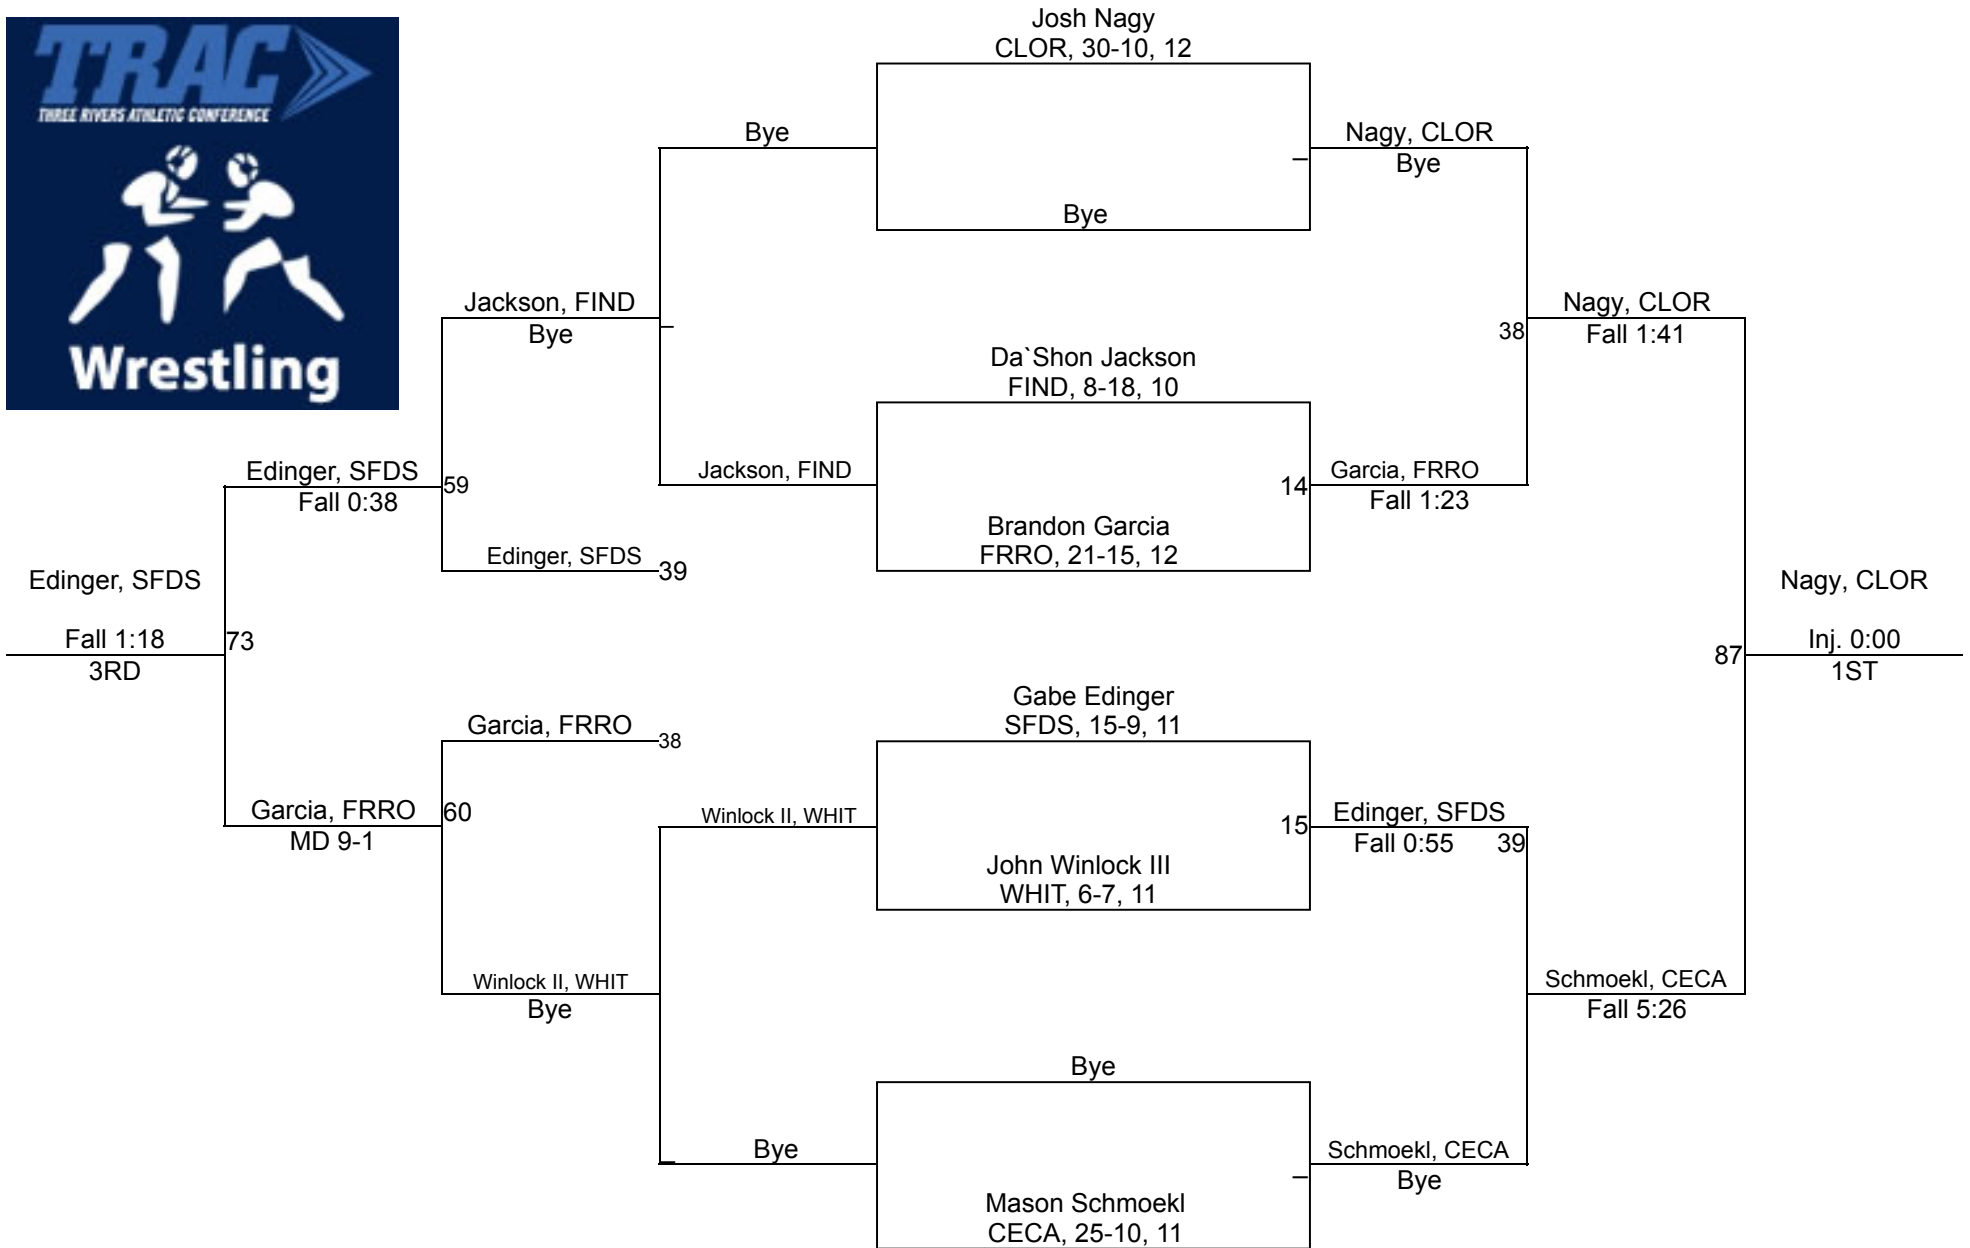 TRAC
THREE RIVERS ATHLETIC CONFERENCE
Wrestling
Josh Nagy
CLOR, 30-10, 12
Bye
Nagy, CLOR
Bye
Bye
Jackson, FIND
Bye
Nagy, CLOR
38
Fall 1:41
Da`Shon Jackson
FIND, 8-18, 10
Edinger, SFDS
59
Fall 0:38
Jackson, FIND
14
Garcia, FRRO
Fall 1:23
Brandon Garcia
FRRO, 21-15, 12
Edinger, SFDS
39
Edinger, SFDS
Fall 1:18
73
3RD
Nagy, CLOR
87
Inj. 0:00
1ST
Gabe Edinger
SFDS, 15-9, 11
Garcia, FRRO
38
Garcia, FRRO
60
MD 9-1
Winlock II, WHIT
15
Edinger, SFDS
Fall 0:55
39
John Winlock III
WHIT, 6-7, 11
Winlock II, WHIT
Bye
Schmoekl, CECA
Fall 5:26
Bye
Bye
Schmoekl, CECA
Bye
Mason Schmoekl
CECA, 25-10, 11